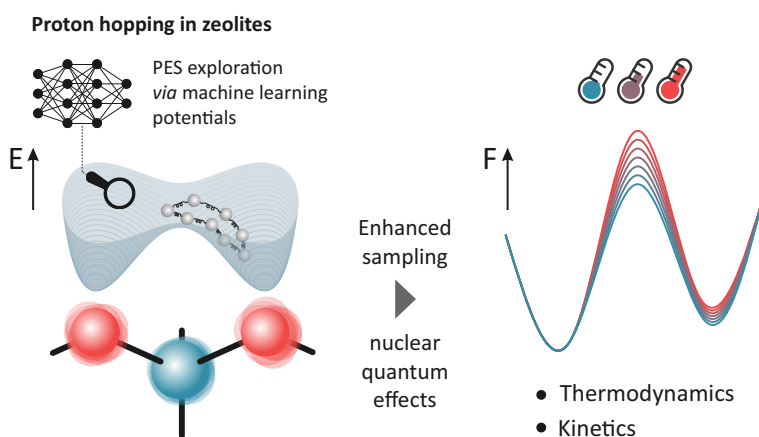 Proton hopping in zeolites
PES exploration
via machine learning
potentials
E
Enhanced
sampling
nuclear
quantum
effects
F
● Thermodynamics
● Kinetics